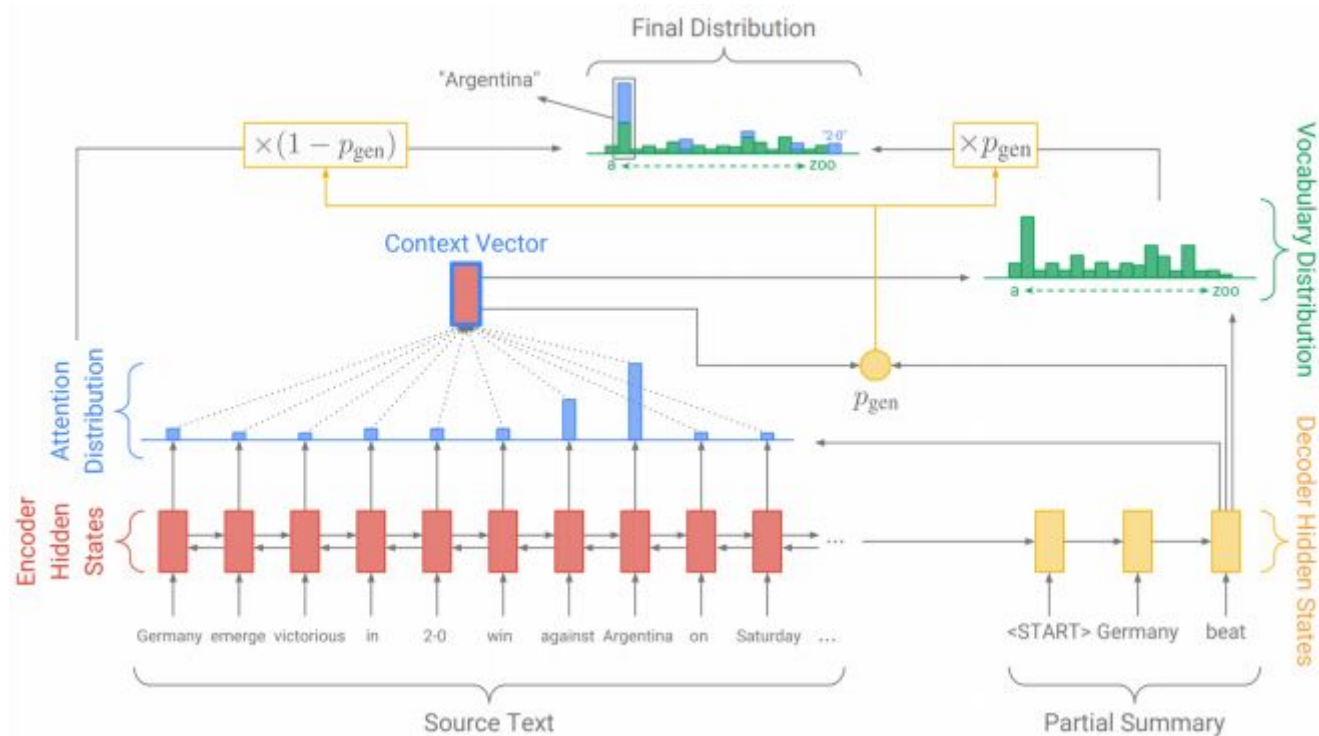 Final Distribution
"Argentina"
×(1 − p_gen)
"2-0"
×p_gen
a
zoo
Context Vector
a
zoo
Vocabulary Distribution
Attention
Distribution
p_gen
Encoder
Hidden
States
...
Decoder Hidden States
Germany emerge victorious in 2-0 win against Argentina on Saturday ...
<START> Germany beat
Source Text
Partial Summary